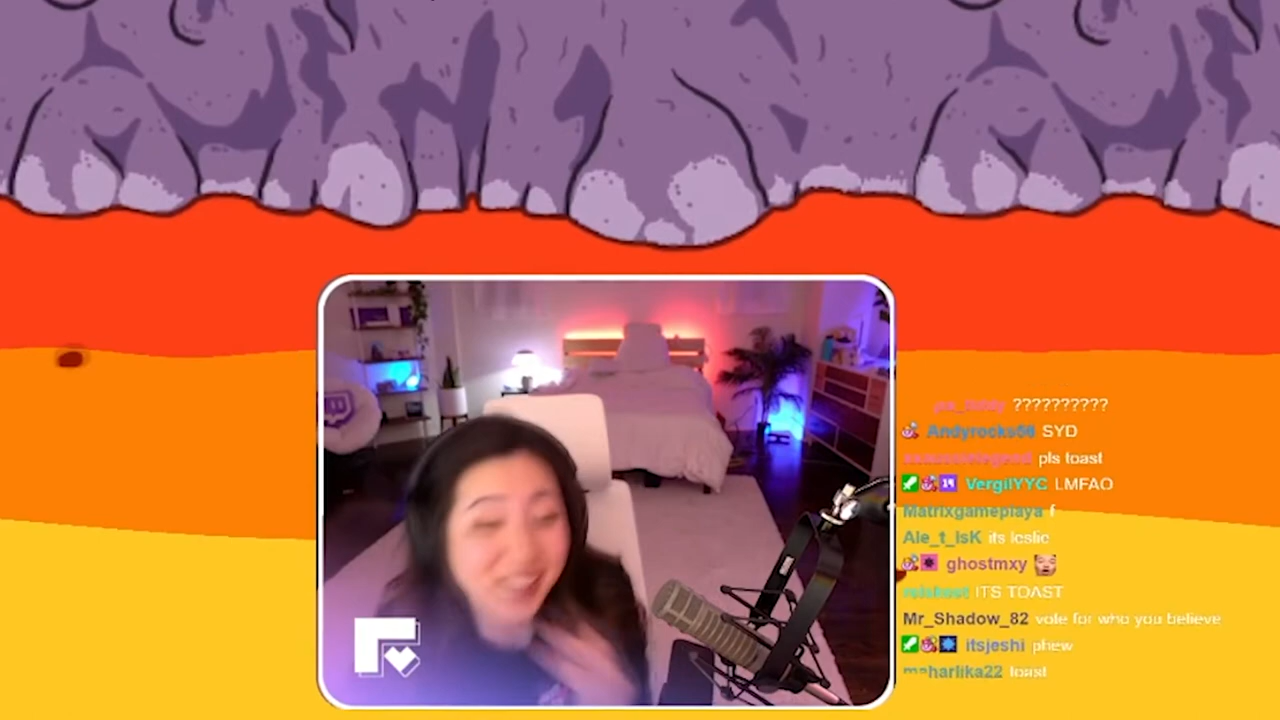 ??????????
Andyrocks56 SYD
pls toast
VergilYYC LMFAO
Matrixgameplaya f
Ale_t_IsK its leslie
ghostmxy
ITS TOAST
Mr_Shadow_82 vote for who you believe
itsjeshi phew
maharlika22 toast